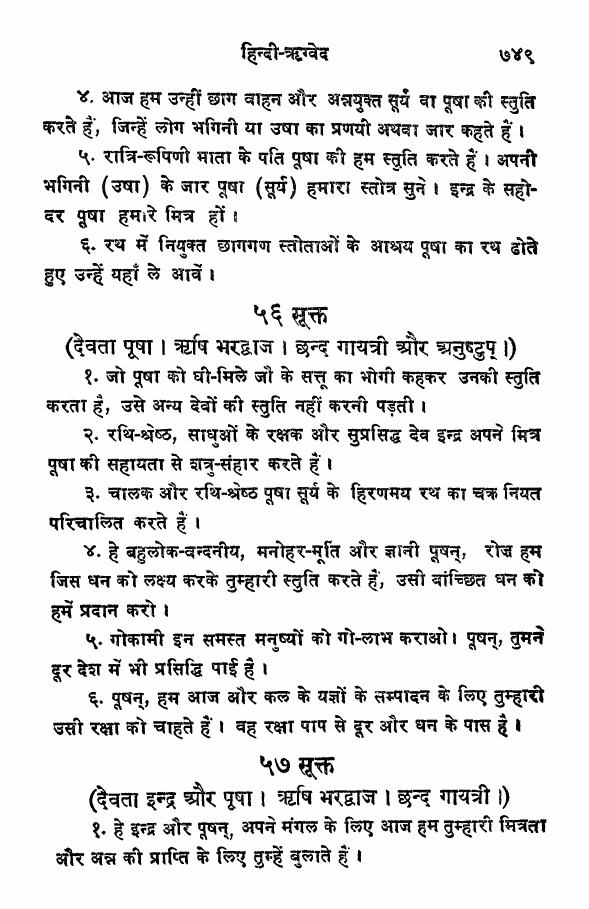 हिन्दी-ऋग्वेद ७४९
४. आज हम उन्हीं छाग वाहन और अन्नयुक्त सूर्य वा पूषा की स्तुति
करते हैं, जिन्हें लोग भगिनी या उषा का प्रणयी अथवा जार कहते हैं।
५. रात्रि-रूपिणी माता के पति पूषा की हम स्तुति करते हैं। अपनी
भगिनी (उषा) के जार पूषा (सूर्य) हमारा स्तोत्र सुने। इन्द्र के सहो-
दर पूषा हमारे मित्र हों।
६. रथ में नियुक्त छागगण स्तोताओं के आश्रय पूषा का रथ ढोते
हुए उन्हें यहाँ ले आवें।
५६ सूक्त
(देवता पूषा। ऋषि भरद्वाज। छन्द गायत्री और अनुष्टुप्।)
१. जो पूषा को घी-मिले जौ के सत्तू का भोगी कहकर उनकी स्तुति
करता है, उसे अन्य देवों की स्तुति नहीं करनी पड़ती।
२. रथि-श्रेष्ठ, साधुओं के रक्षक और सुप्रसिद्ध देव इन्द्र अपने मित्र
पूषा की सहायता से शत्रु-संहार करते हैं।
३. चालक और रथि-श्रेष्ठ पूषा सूर्य के हिरणमय रथ का चक्र नियत
परिचालित करते हैं।
४. हे बहुलोक-वन्दनीय, मनोहर-मूर्ति और ज्ञानी पूषन्, रोज हम
जिस धन को लक्ष्य करके तुम्हारी स्तुति करते हैं, उसी वांच्छित धन को
हमें प्रदान करो।
५. गोकामी इन समस्त मनुष्यों को गो-लाभ कराओ। पूषन्, तुमने
दूर देश में भी प्रसिद्धि पाई है।
६. पूषन्, हम आज और कल के यज्ञों के सम्पादन के लिए तुम्हारी
उसी रक्षा को चाहते हैं। वह रक्षा पाप से दूर और धन के पास है।
५७ सूक्त
(देवता इन्द्र और पूषा। ऋषि भरद्वाज। छन्द गायत्री।)
१. हे इन्द्र और पूषन्, अपने मंगल के लिए आज हम तुम्हारी मित्रता
और अन्न की प्राप्ति के लिए तुम्हें बुलाते हैं।